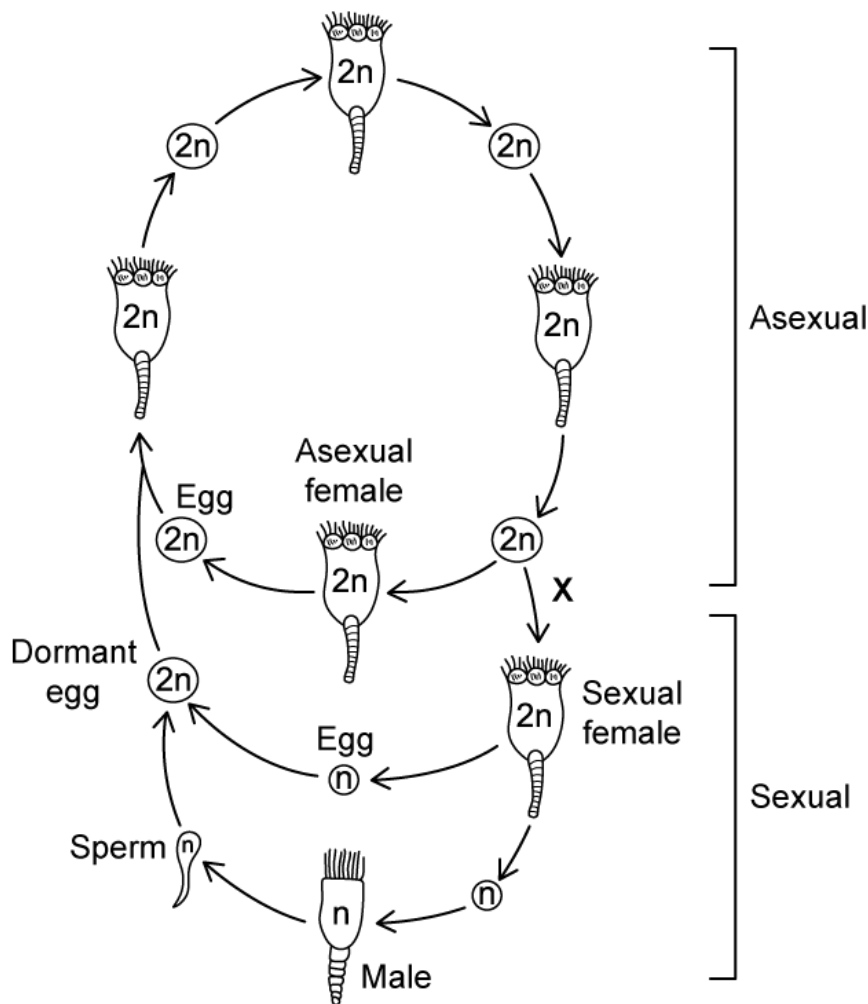 2n
2n
2n
2n
2n
Asexual
Asexual
female
Egg
2n
2n
2n
X
Dormant
egg
2n
Sexual
female
2n
Egg
n
Sexual
Sperm
n
n
n
Male